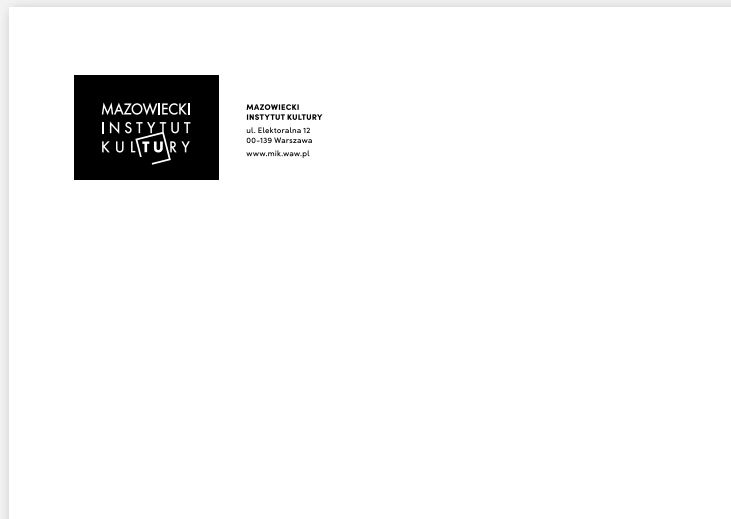 MAZOWIECKI
INSTYTUT
KULTURY
MAZOWIECKI
INSTYTUT KULTURY
ul. Elektoralna 12
00-139 Warszawa
www.mik.waw.pl